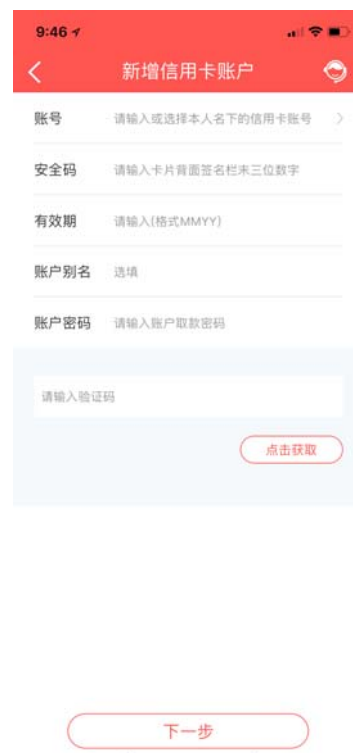 9:46
新增信用卡账户
账号 请输入或选择本人名下的信用卡账号
安全码 请输入卡片背面签名栏末三位数字
有效期 请输入(格式MMYY)
账户别名 选填
账户密码 请输入账户取款密码
请输入验证码
点击获取
下一步